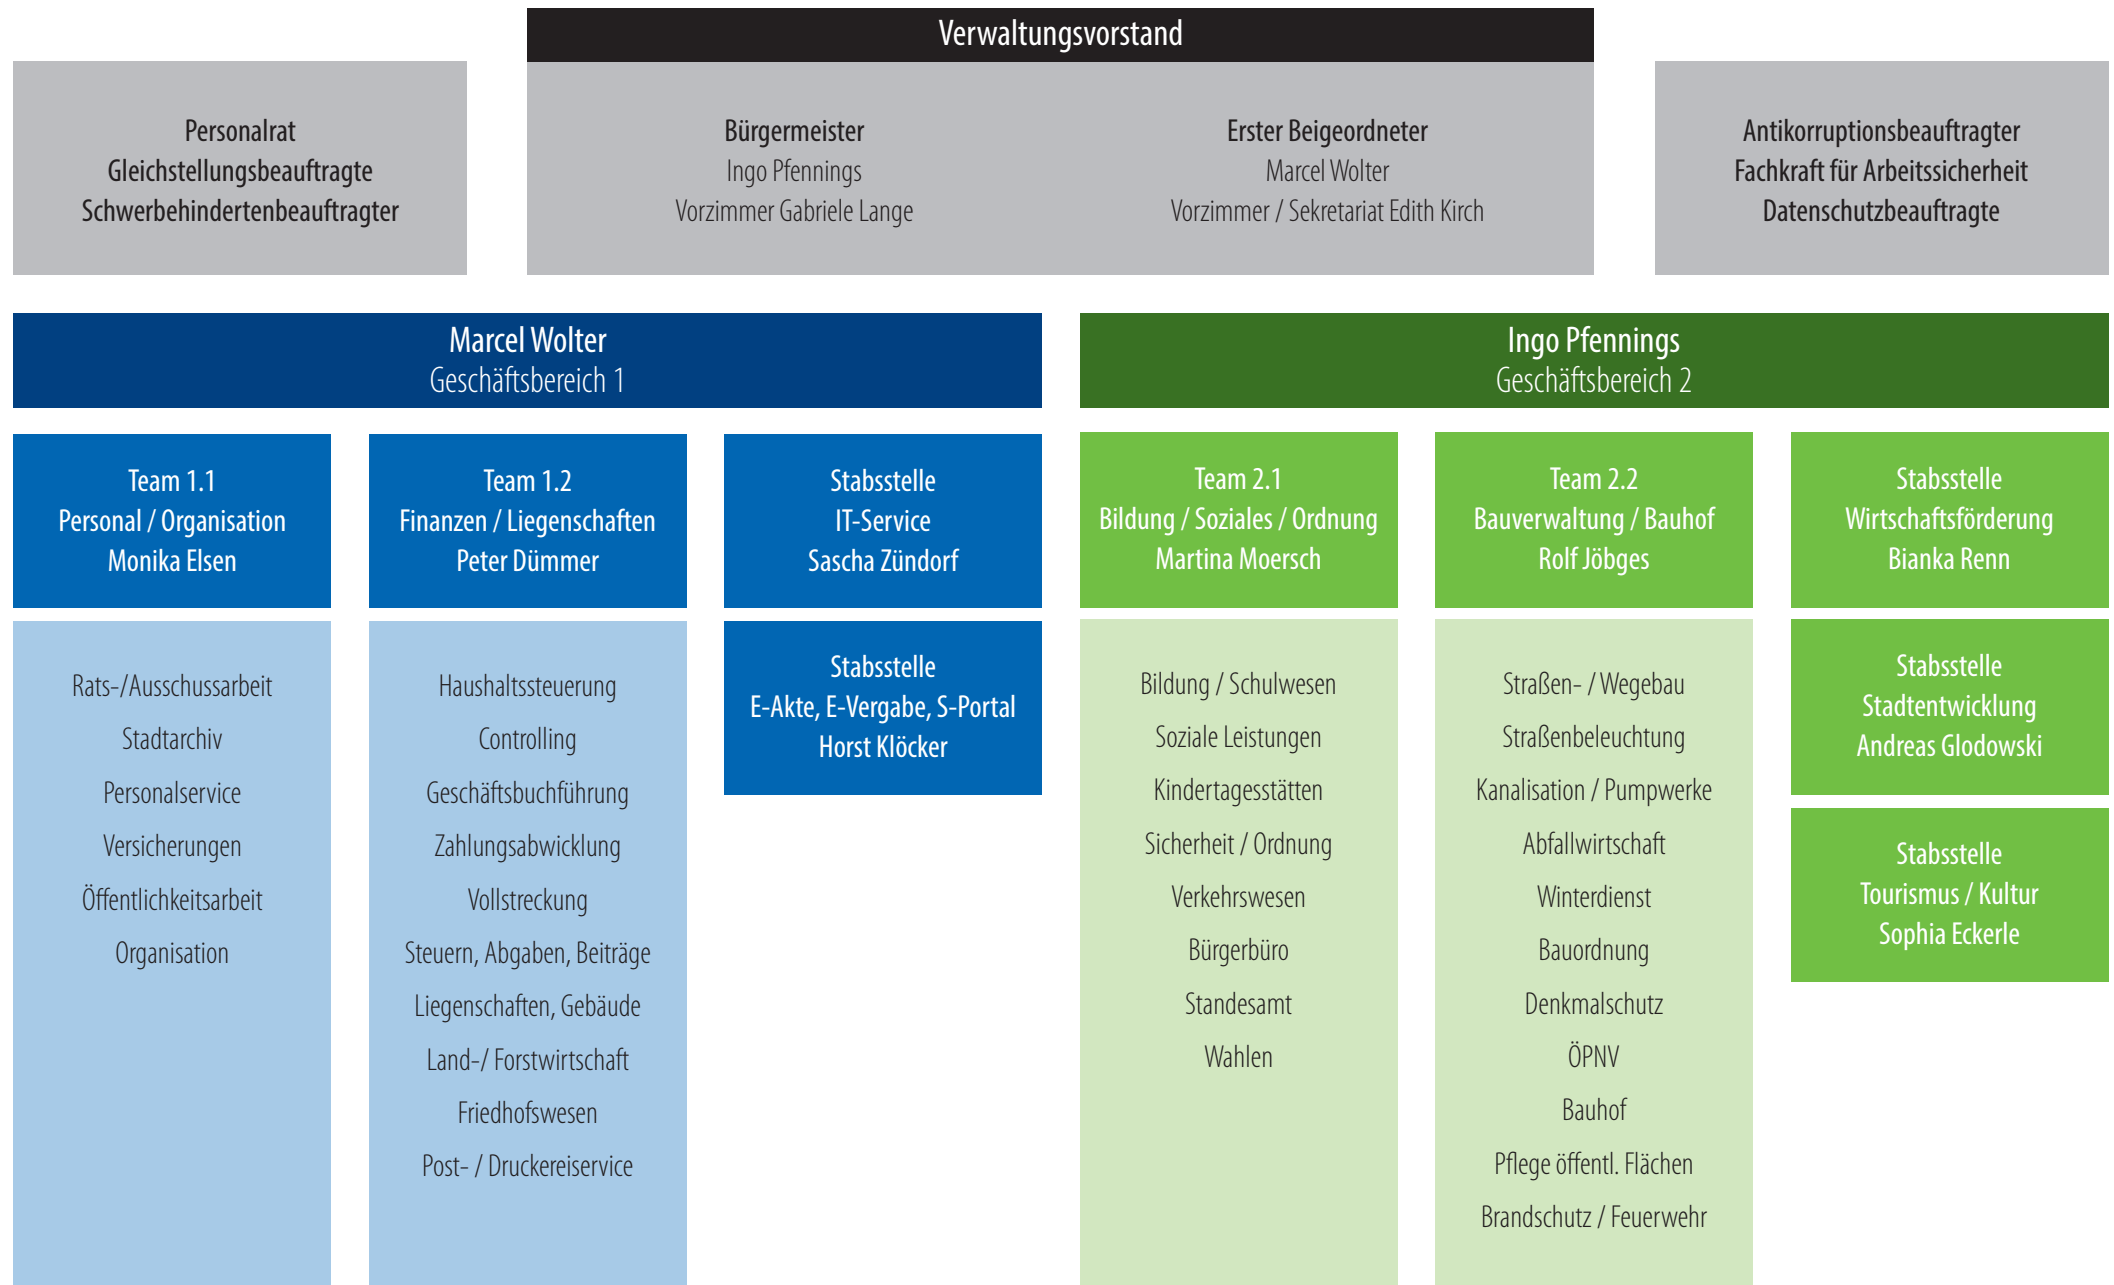 Verwaltungsvorstand
Personalrat
Gleichstellungsbeauftragte
Schwerbehindertenbeauftragter
Bürgermeister
Ingo Pfennings
Vorzimmer Gabriele Lange
Erster Beigeordneter
Marcel Wolter
Vorzimmer / Sekretariat Edith Kirch
Antikorruptionsbeauftragter
Fachkraft für Arbeitssicherheit
Datenschutzbeauftragte
Marcel Wolter
Geschäftsbereich 1
Team 1.1
Personal / Organisation
Monika Elsen
Rats-/Ausschussarbeit
Stadtarchiv
Personalservice
Versicherungen
Öffentlichkeitsarbeit
Organisation
Team 1.2
Finanzen / Liegenschaften
Peter Dümmer
Haushaltssteuerung
Controlling
Geschäftsbuchführung
Zahlungsabwicklung
Vollstreckung
Steuern, Abgaben, Beiträge
Liegenschaften, Gebäude
Land-/ Forstwirtschaft
Friedhofswesen
Post- / Druckereiservice
Stabsstelle
IT-Service
Sascha Zündorf
Stabsstelle
E-Akte, E-Vergabe, S-Portal
Horst Klöcker
Ingo Pfennings
Geschäftsbereich 2
Team 2.1
Bildung / Soziales / Ordnung
Martina Moersch
Bildung / Schulwesen
Soziale Leistungen
Kindertagesstätten
Sicherheit / Ordnung
Verkehrswesen
Bürgerbüro
Standesamt
Wahlen
Team 2.2
Bauverwaltung / Bauhof
Rolf Jöbges
Straßen- / Wegebau
Straßenbeleuchtung
Kanalisation / Pumpwerke
Abfallwirtschaft
Winterdienst
Bauordnung
Denkmalschutz
ÖPNV
Bauhof
Pflege öffentl. Flächen
Brandschutz / Feuerwehr
Stabsstelle
Wirtschaftsförderung
Bianka Renn
Stabsstelle
Stadtentwicklung
Andreas Glodowski
Stabsstelle
Tourismus / Kultur
Sophia Eckerle